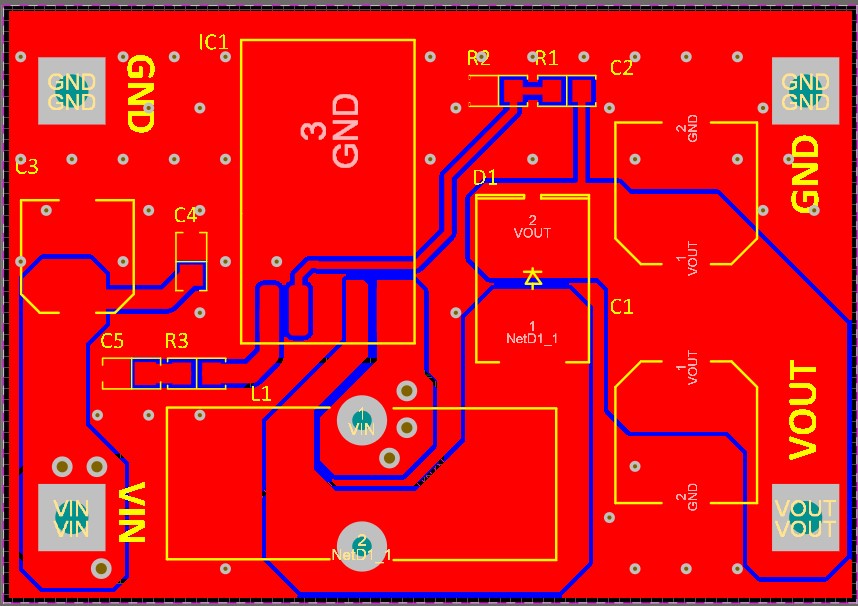 IC1
R2
R1
C2
GND
GND
GND
3
GND
2
GND
GND
C3
D1
C4
2
VOUT
1
VOUT
C5
R3
1
NetD1_1
C1
L1
1
VOUT
1
VIN
VOUT
VIN
VIN
VIN
2
NetD1_1
2
GND
VOUT
VOUT
GND
GND